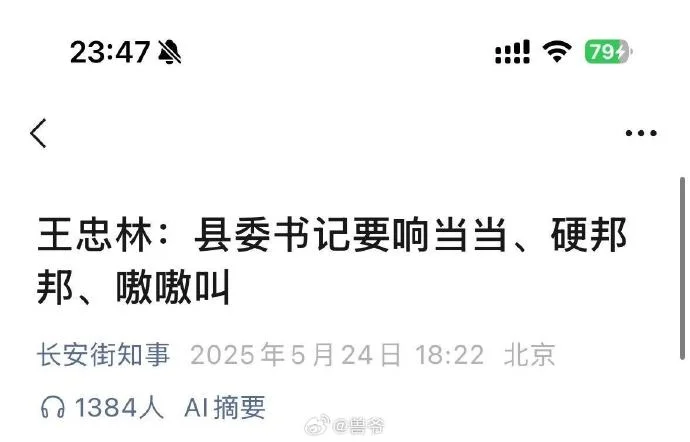 23:47
79
王忠林：县委书记要响当当、硬邦
邦、嗷嗷叫
长安街知事 2025年5月24日 18:22 北京
1384人 AI摘要
@兽爷